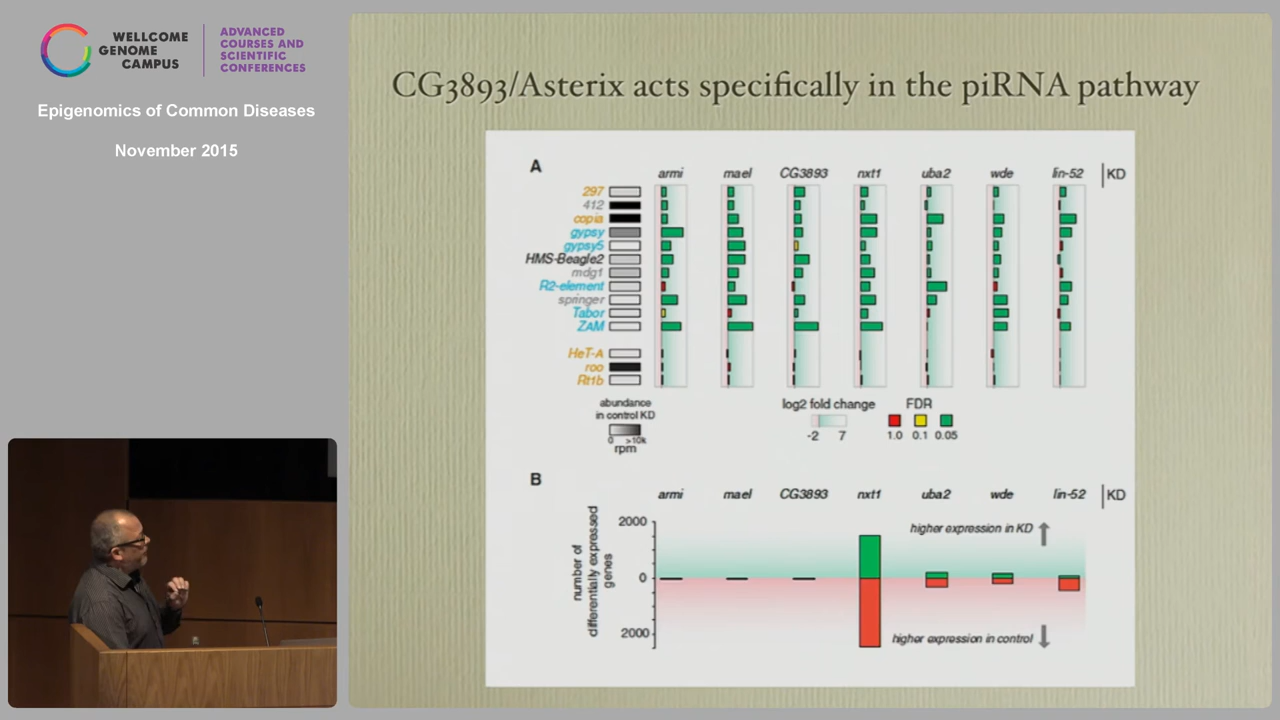 WELLCOME
GENOME
CAMPUS
ADVANCED
COURSES AND
SCIENTIFIC
CONFERENCES
Epigenomics of Common Diseases
November 2015
CG3893/Asterix acts specifically in the piRNA pathway
A
armi mael CG3893 nxt1 uba2 wde lin-52 KD
297
412
copia
gypsy
gypsy5
HMS-Beagle2
mdg1
R2-element
springer
Tabor
ZAM
HeT-A
roo
Rt1b
abundance
in control KD
0 >10k
rpm
log2 fold change
-2 7
FDR
1.0 0.1 0.05
B
armi mael CG3893 nxt1 uba2 wde lin-52 KD
number of
differentially expressed
genes
2000
0
2000
higher expression in KD
higher expression in control